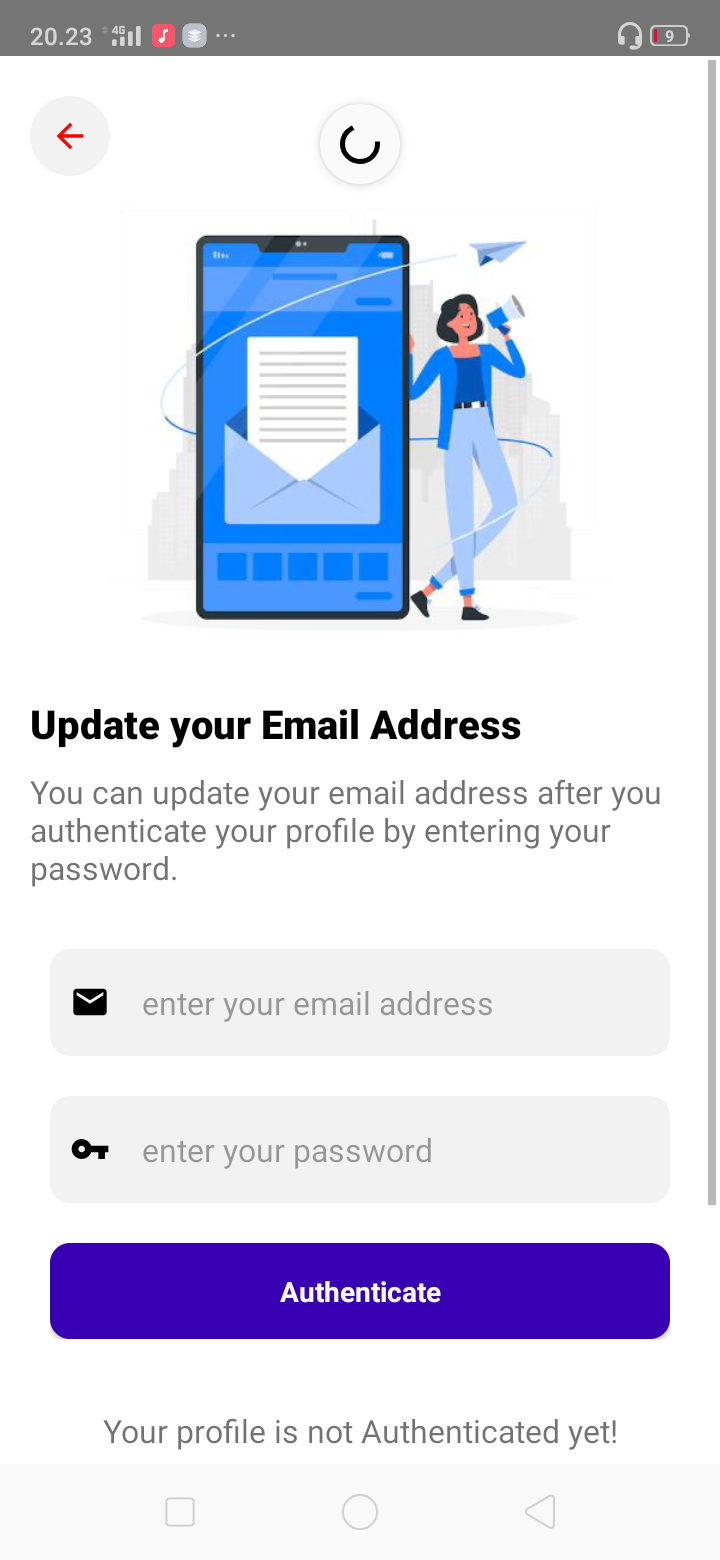 20.23 4G 9
Update your Email Address
You can update your email address after you
authenticate your profile by entering your
password.
enter your email address
enter your password
Authenticate
Your profile is not Authenticated yet!